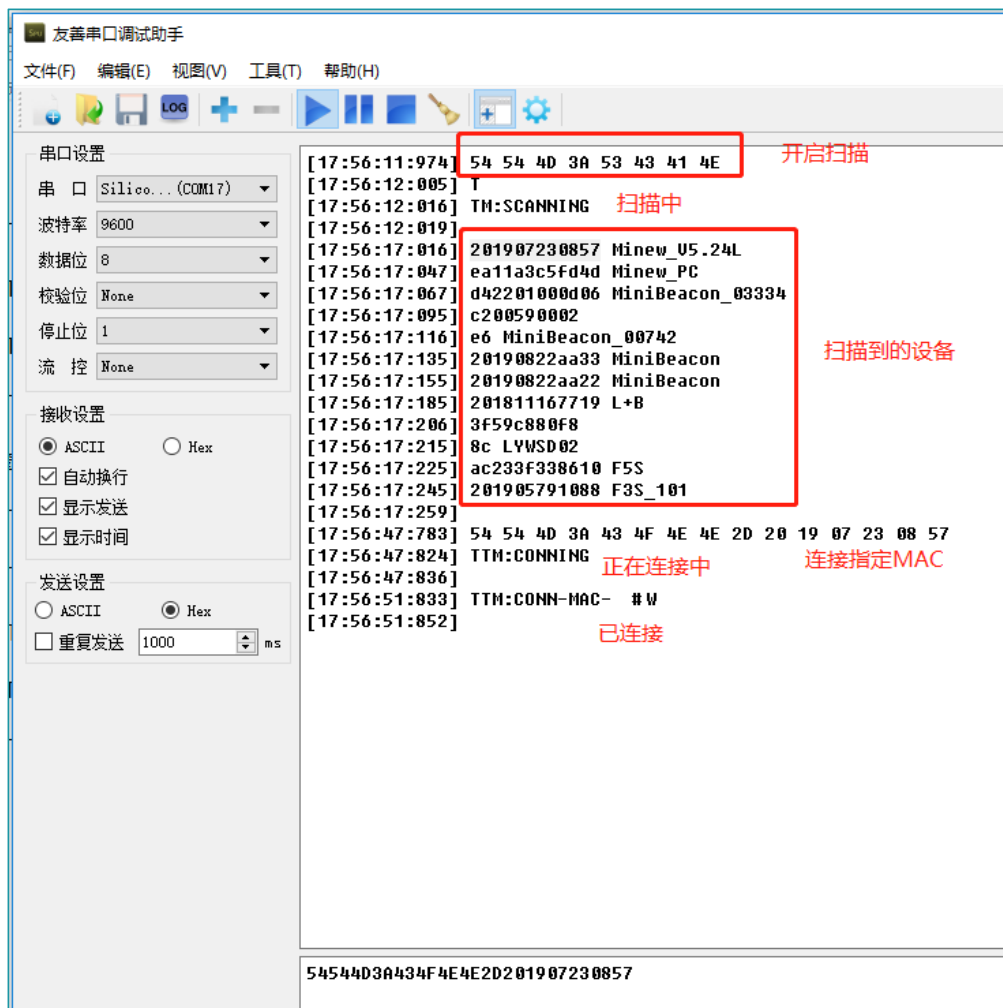 友善串口调试助手
文件(F) 编辑(E) 视图(V) 工具(T) 帮助(H)
LOG
串口设置
串 口 Silico...(COM17)
波特率 9600
数据位 8
校验位 None
停止位 1
流 控 None
接收设置
ASCII Hex
自动换行
显示发送
显示时间
发送设置
ASCII Hex
重复发送 1000 ms
[17:56:11:974] 54 54 4D 3A 53 43 41 4E 开启扫描
[17:56:12:005] T
[17:56:12:016] TM:SCANNING 扫描中
[17:56:12:019]
[17:56:17:016] 201907230857 Minew_V5.24L
[17:56:17:047] ea11a3c5fd4d Minew_PC
[17:56:17:067] d42201000d06 MiniBeacon_03334
[17:56:17:095] c200590002
[17:56:17:116] e6 MiniBeacon_00742
[17:56:17:135] 20190822aa33 MiniBeacon 扫描到的设备
[17:56:17:155] 20190822aa22 MiniBeacon
[17:56:17:185] 201811167719 L+B
[17:56:17:206] 3f59c880f8
[17:56:17:215] 8c LYWSD02
[17:56:17:225] ac233f338610 F5S
[17:56:17:245] 201905791088 F3S_101
[17:56:17:259]
[17:56:47:783] 54 54 4D 3A 43 4F 4E 4E 2D 20 19 07 23 08 57
[17:56:47:824] TTM:CONNING 正在连接中 连接指定MAC
[17:56:47:836]
[17:56:51:833] TTM:CONN-MAC- #W
[17:56:51:852] 已连接
54544D3A434F4E4E2D201907230857